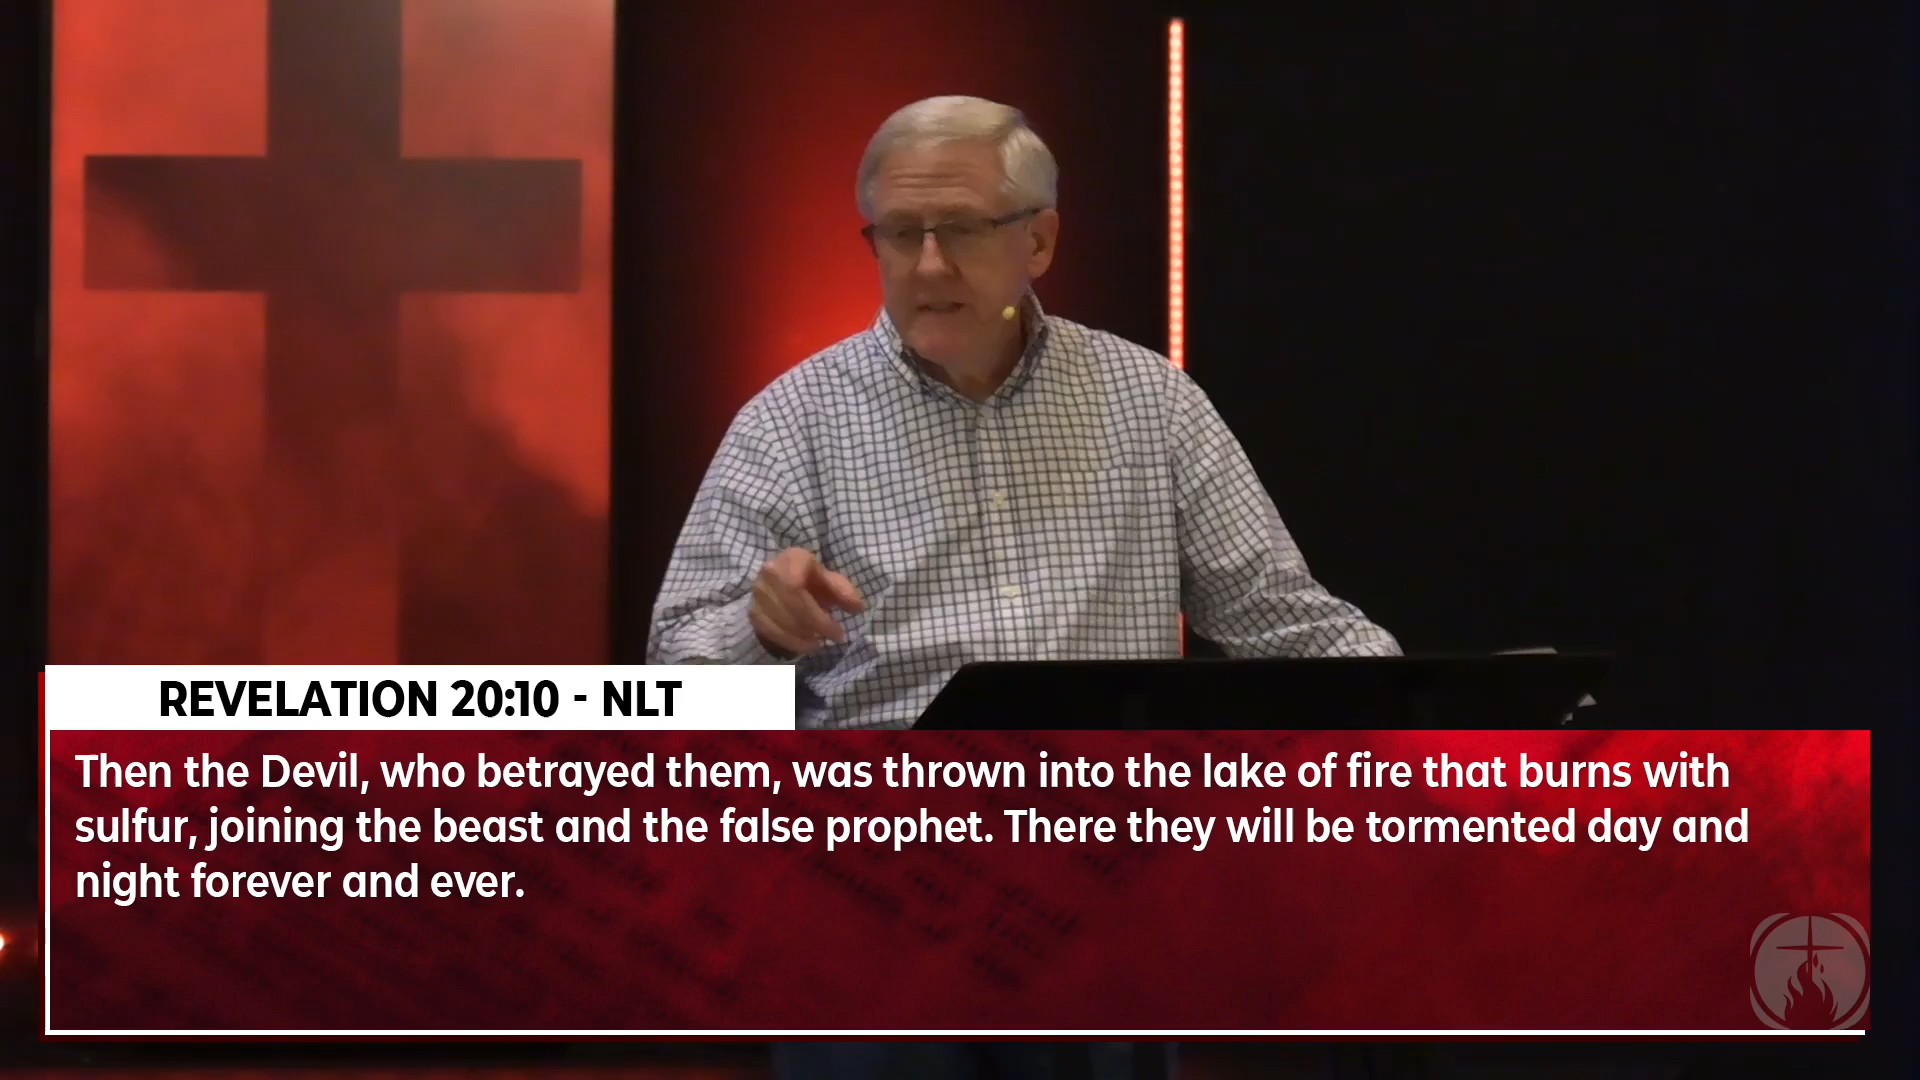 REVELATION 20:10 - NLT
Then the Devil, who betrayed them, was thrown into the lake of fire that burns with
sulfur, joining the beast and the false prophet. There they will be tormented day and
night forever and ever.